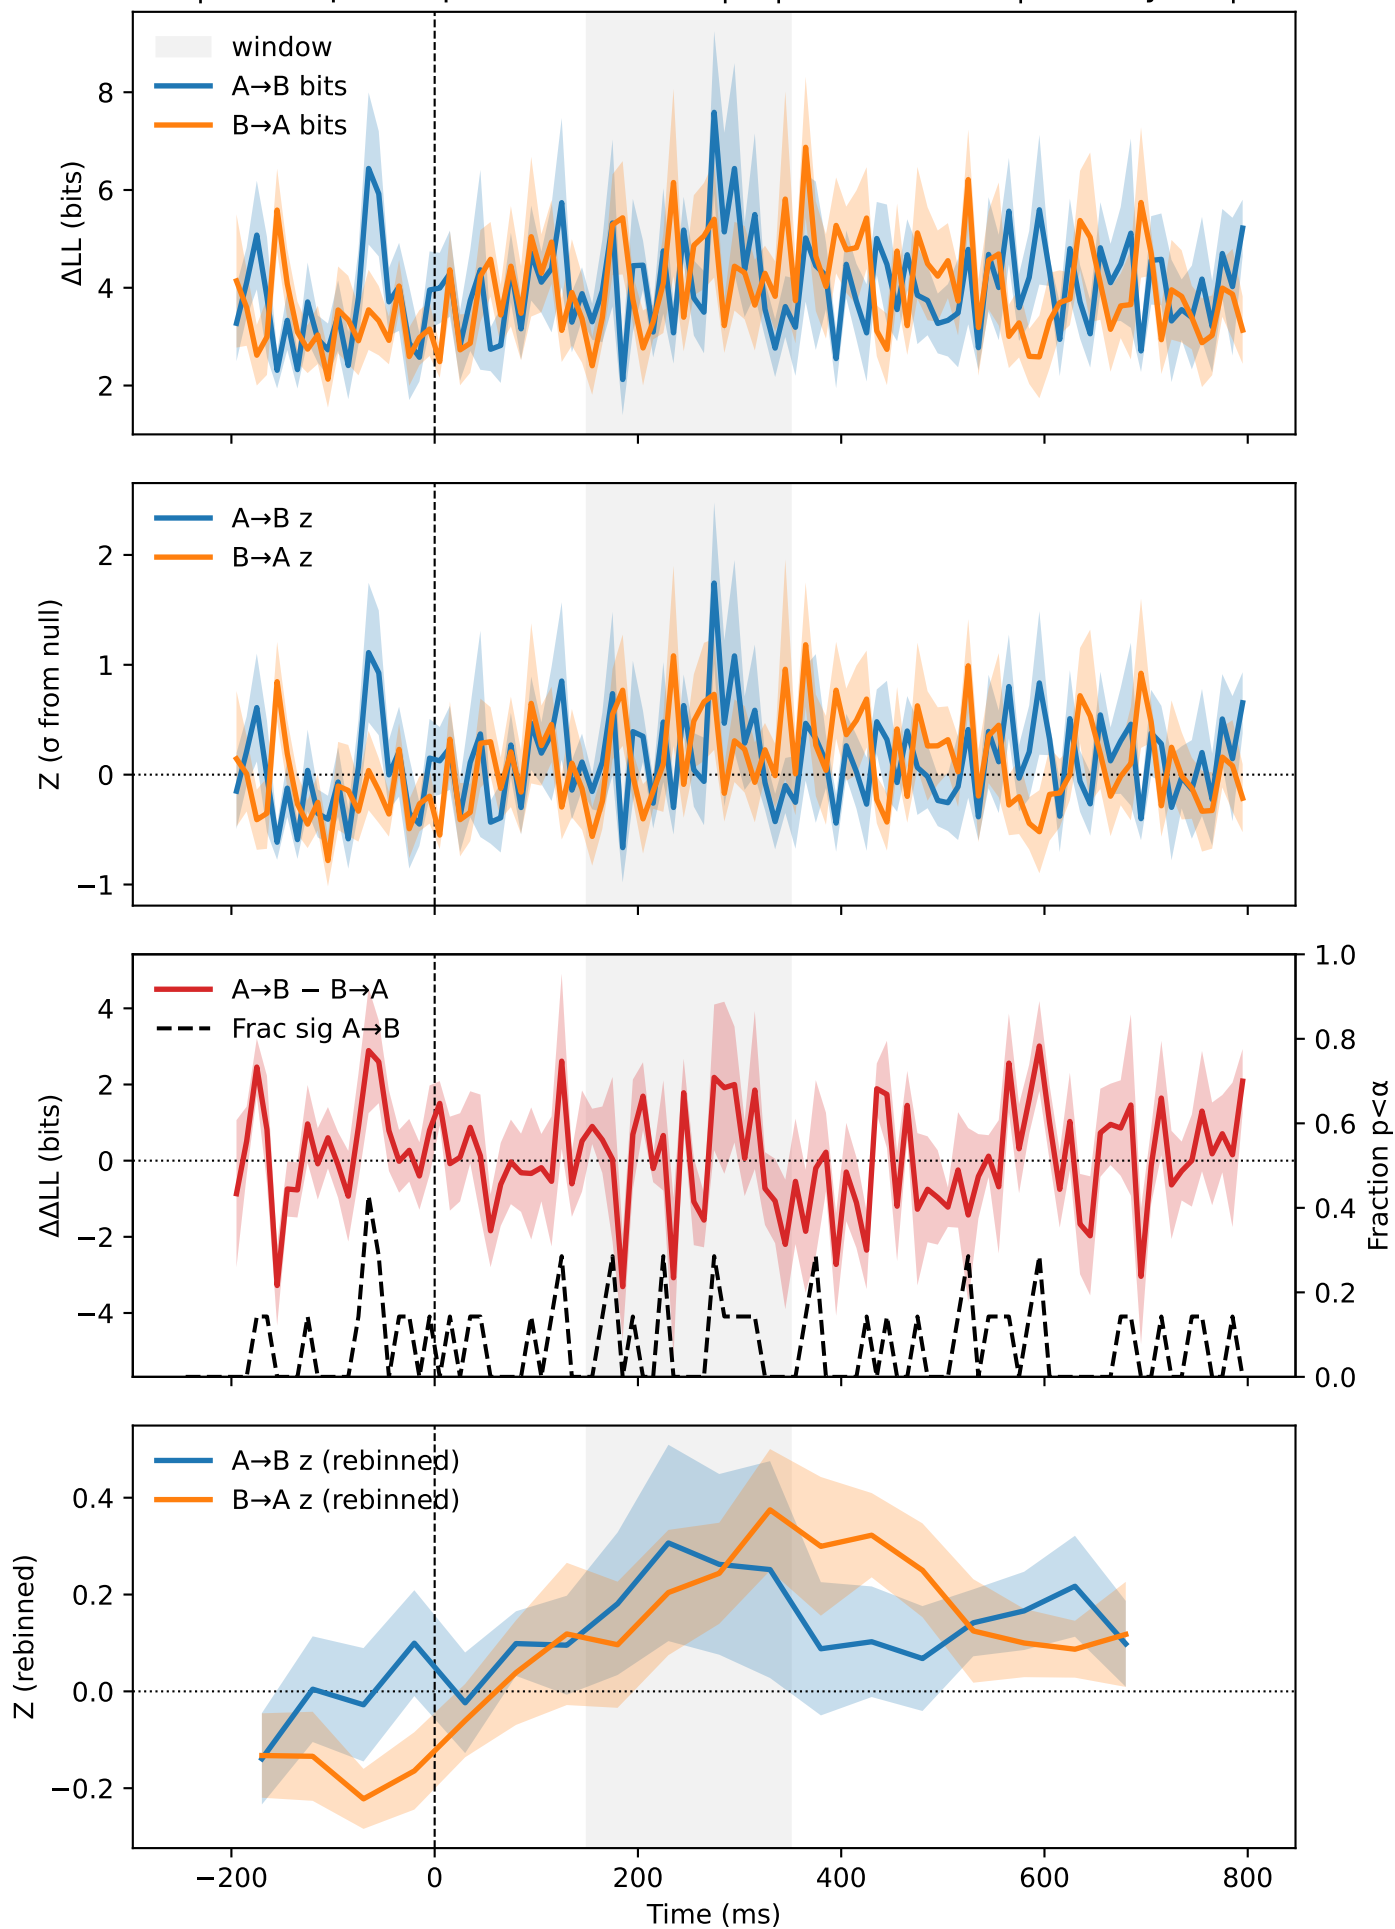 window
A→B bits
B→A bits
8
6
4
2
ΔLL (bits)
A→B z
B→A z
2
1
0
−1
Z (σ from null)
A→B − B→A
Frac sig A→B
4
2
0
−2
−4
ΔΔLL (bits)
1.0
0.8
0.6
0.4
0.2
0.0
Fraction p<α
A→B z (rebinned)
B→A z (rebinned)
0.4
0.2
0.0
−0.2
Z (rebinned)
−200 0 200 400 600 800
Time (ms)